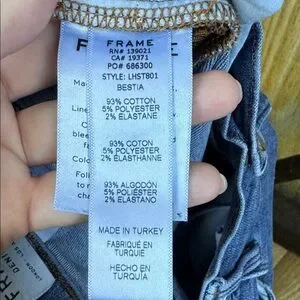 FRAME
RN# 139021
CA# 19371
PO# 686300
STYLE: LHST801
BESTIA
93% COTTON
5% POLYESTER
2% ELASTANE
93% COTON
5% POLYESTER
2% ÉLASTHANNE
93% ALGODÓN
5% POLIÉSTER
2% ELASTANO
MADE IN TURKEY
FABRIQUÉ EN
TURQUIE
HECHO EN
TURQUÍA